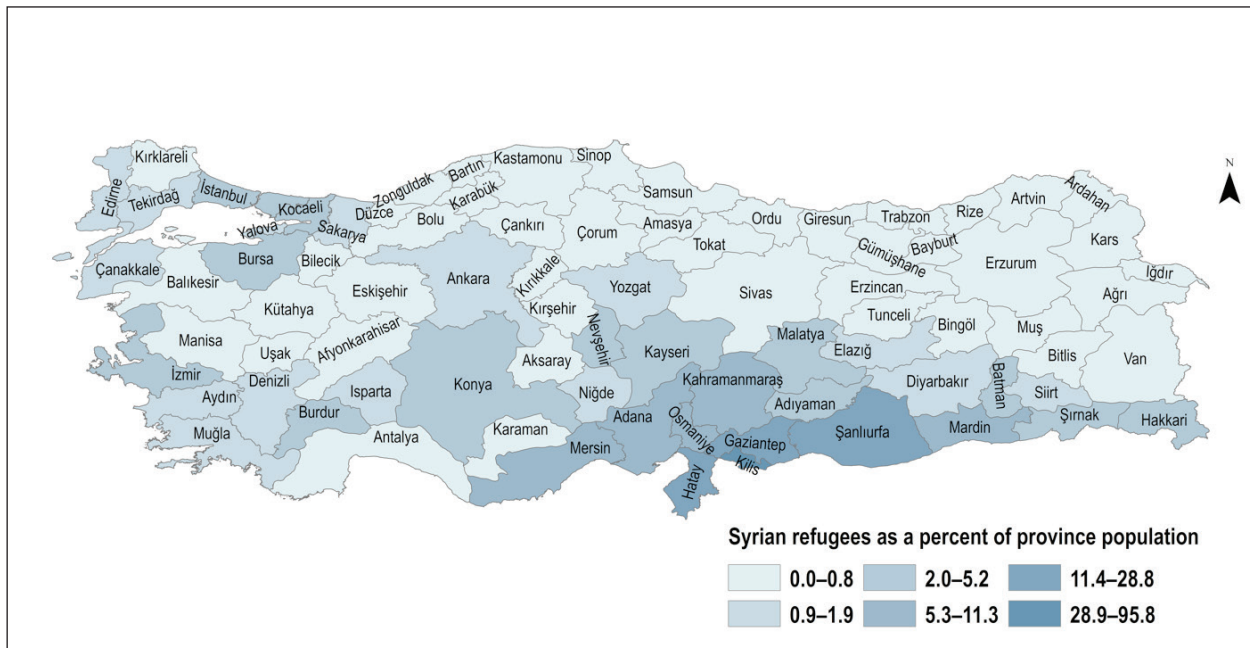 N
Kırklareli
Edirne
Tekirdağ
İstanbul
Kocaeli
Yalova
Sakarya
Düzce
Zonguldak
Bartın
Karabük
Kastamonu
Sinop
Samsun
Bolu
Çankırı
Çorum
Amasya
Tokat
Ordu
Giresun
Trabzon
Rize
Artvin
Ardahan
Gümüşhane
Bayburt
Kars
Erzurum
Iğdır
Ağrı
Çanakkale
Balıkesir
Bursa
Bilecik
Eskişehir
Ankara
Kırıkkale
Kırşehir
Yozgat
Sivas
Erzincan
Tunceli
Bingöl
Muş
Bitlis
Van
Kütahya
Manisa
Uşak
Afyonkarahisar
Aksaray
Nevşehir
Kayseri
Malatya
Elazığ
İzmir
Aydın
Denizli
Isparta
Konya
Niğde
Kahramanmaraş
Adıyaman
Diyarbakır
Batman
Siirt
Şırnak
Hakkari
Muğla
Burdur
Antalya
Karaman
Mersin
Adana
Osmaniye
Gaziantep
Kilis
Şanlıurfa
Mardin
Hatay
Syrian refugees as a percent of province population
0.0–0.8 2.0–5.2 11.4–28.8
0.9–1.9 5.3–11.3 28.9–95.8